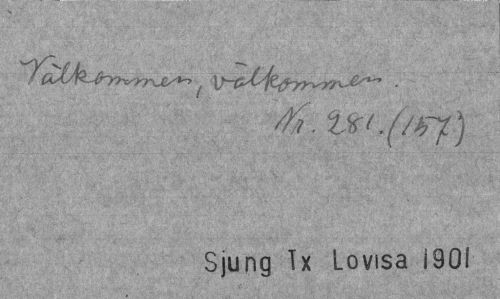 Välkommen, välkommen.
Nr. 281. (157)
Sjung Tx Lovisa 1901